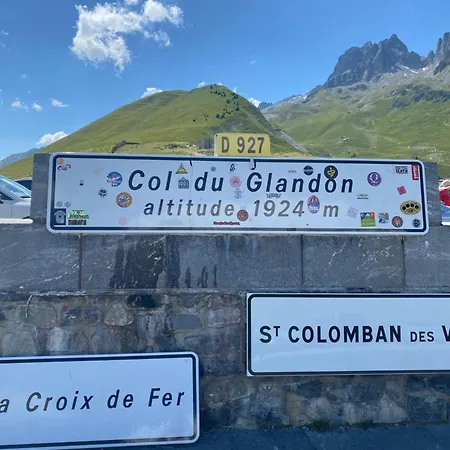 D 927
Col du Glandon
altitude 1924 m
ST COLOMBAN DES V
a Croix de Fer